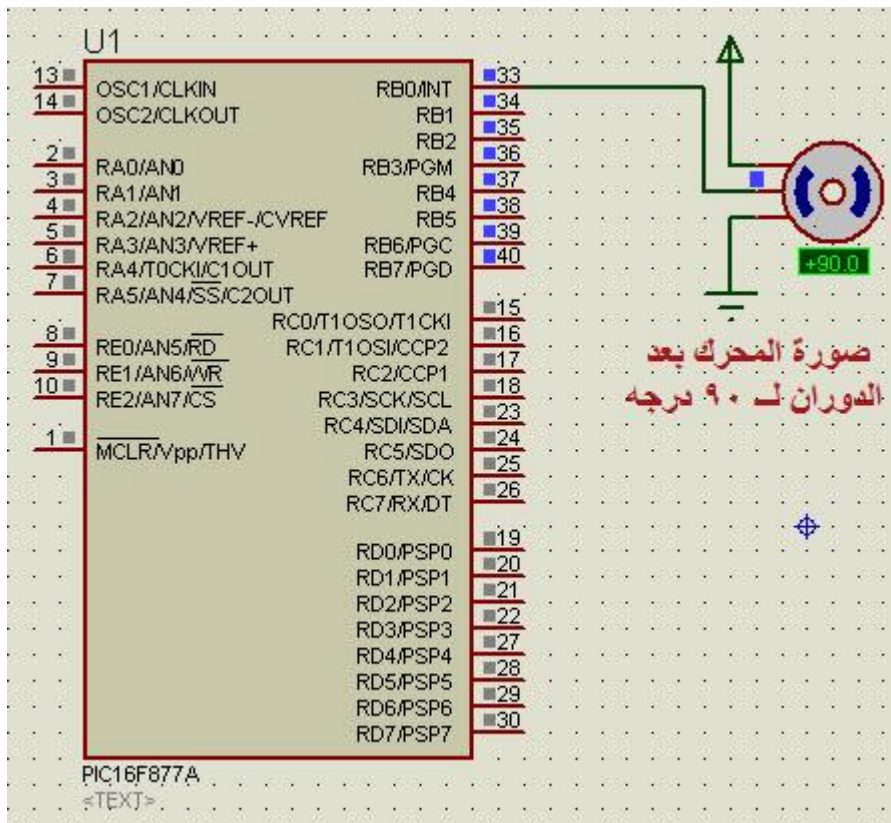 U1
13
OSC1/CLKIN
14
OSC2/CLKOUT
2
RA0/AN0
3
RA1/AN1
4
RA2/AN2/VREF-/CVREF
5
RA3/AN3/VREF+
6
RA4/T0CKI/C1OUT
7
RA5/AN4/SS/C2OUT
8
RE0/AN5/RD
9
RE1/AN6/WR
10
RE2/AN7/CS
1
MCLR/Vpp/THV
33
RB0/INT
34
RB1
35
RB2
36
RB3/PGM
37
RB4
38
RB5
39
RB6/PGC
40
RB7/PGD
15
RC0/T1OSO/T1CKI
16
RC1/T1OSI/CCP2
17
RC2/CCP1
18
RC3/SCK/SCL
23
RC4/SDI/SDA
24
RC5/SDO
25
RC6/TX/CK
26
RC7/RX/DT
19
RD0/PSP0
20
RD1/PSP1
21
RD2/PSP2
22
RD3/PSP3
27
RD4/PSP4
28
RD5/PSP5
29
RD6/PSP6
30
RD7/PSP7
PIC16F877A
<TEXT>
+90.0
صورة المحرك بعد
الدوران لـ ٩٠ درجه